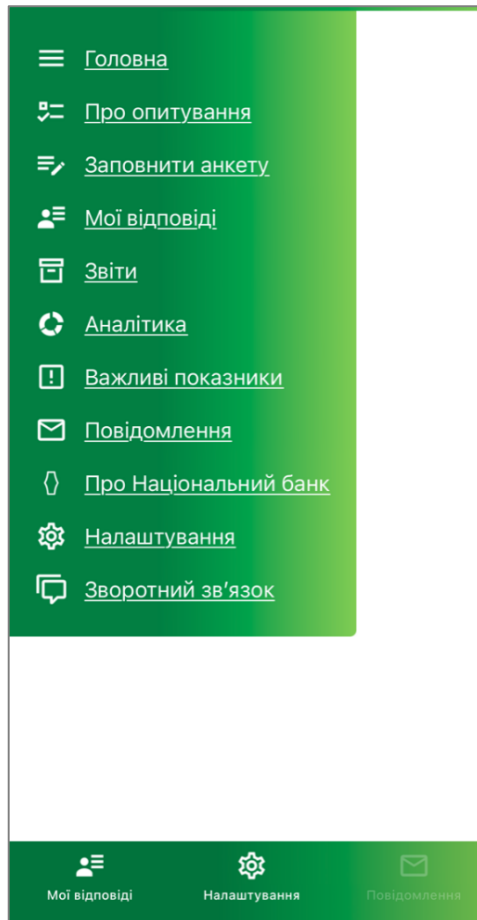 Головна
Про опитування
Заповнити анкету
Мої відповіді
Звіти
Аналітика
Важливі показники
Повідомлення
Про Національний банк
Налаштування
Зворотний зв’язок
Мої відповіді
Налаштування
Повідомлення